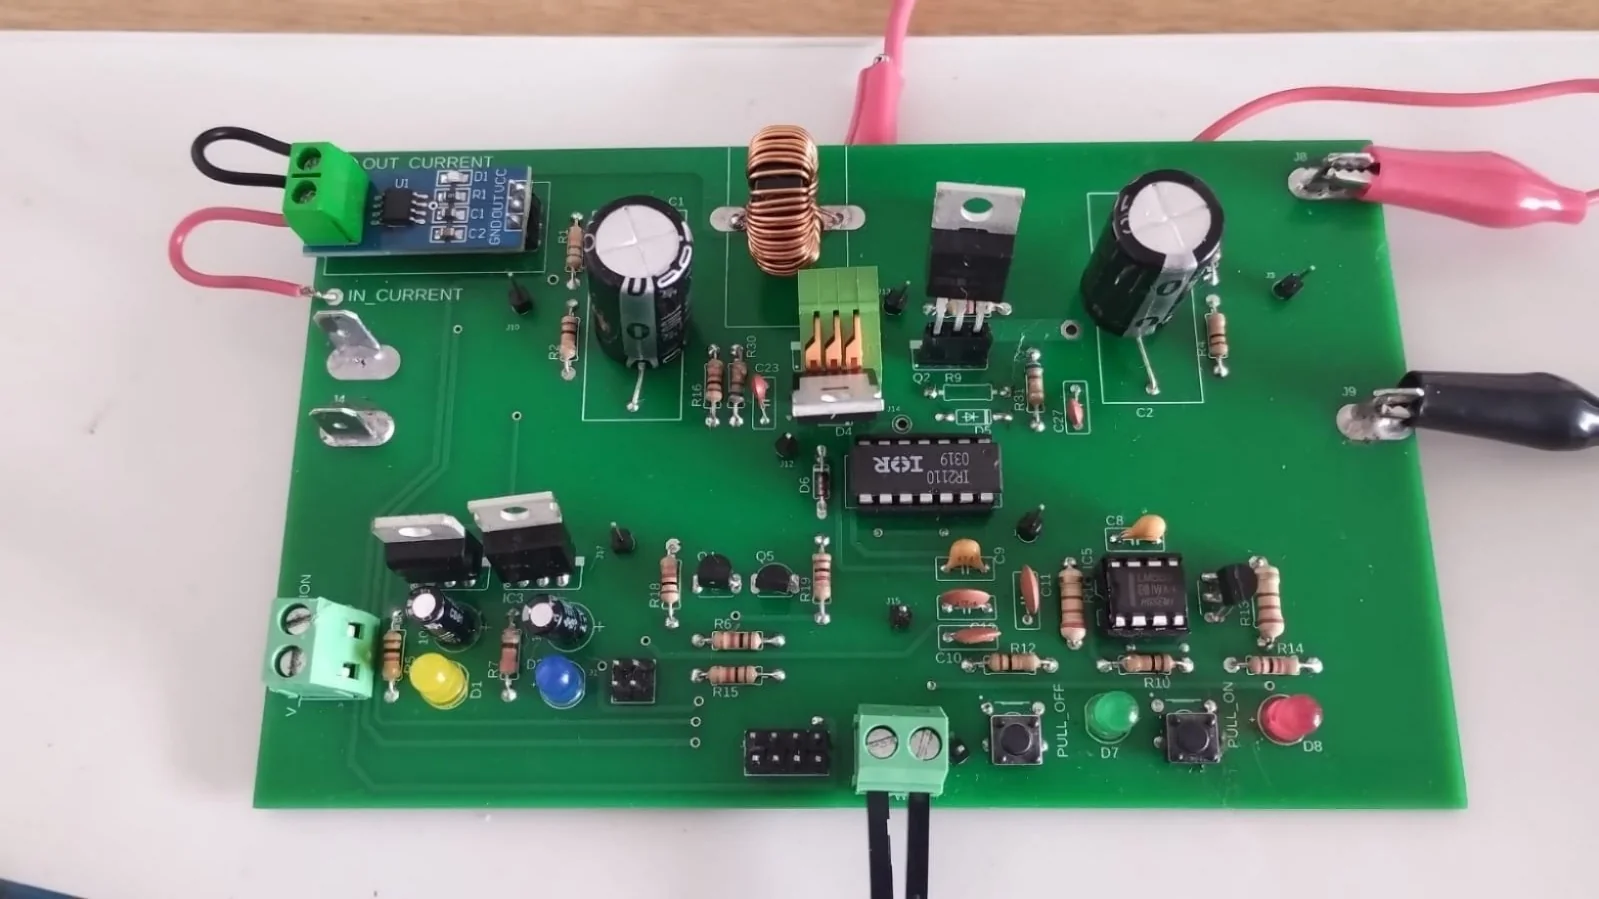 OUT_CURRENT
U1
D1
R1
C1
C2
GND OUT VCC
IN_CURRENT
J4
R1
C1
J10
R2
R16
R30
C23
D4
J12
J14
Q2
R9
D5
R31
C27
C2
R4
J8
J3
J9
D6
IOR
IR2110
0319
IC3
R7
D1
R18
Q5
R19
R6
R15
J15
C9
C11
C10
R12
C8
IC5
R10
R13
R14
PULL_OFF
D7
PULL_ON
D8